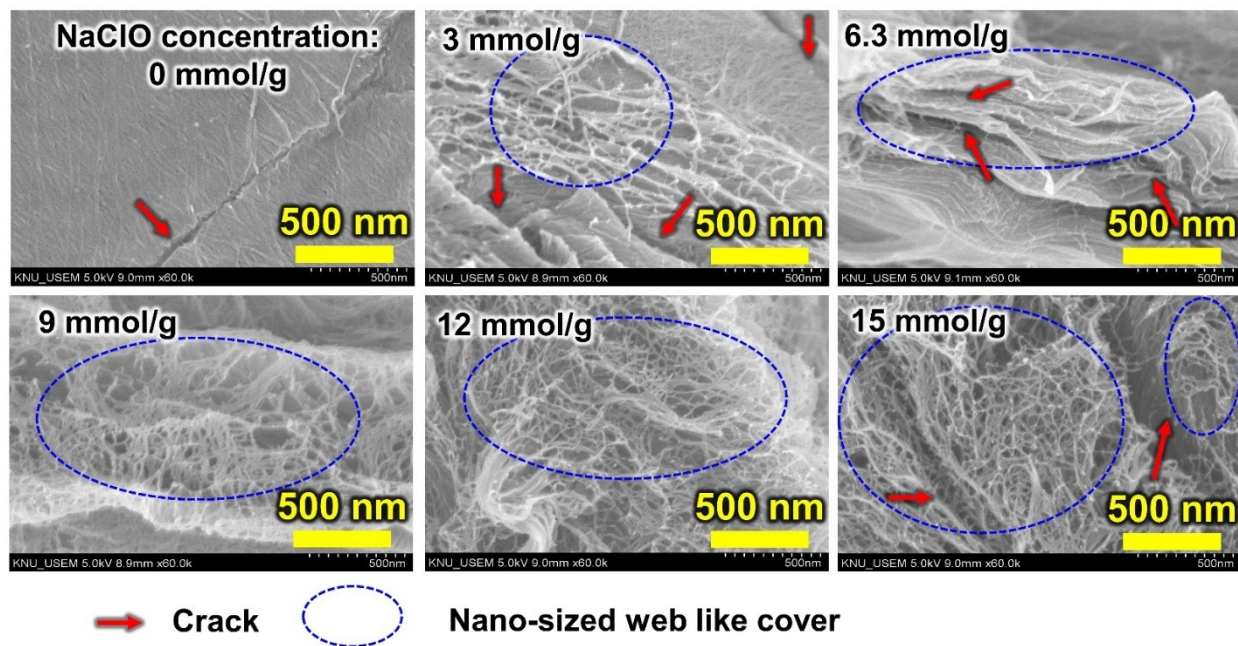 NaClO concentration:
0 mmol/g
500 nm
KNU_USEM 5.0kV 9.0mm x60.0k 500nm
3 mmol/g
500 nm
KNU_USEM 5.0kV 8.9mm x60.0k 500nm
6.3 mmol/g
500 nm
KNU_USEM 5.0kV 9.1mm x60.0k 500nm
9 mmol/g
500 nm
KNU_USEM 5.0kV 8.9mm x60.0k 500nm
12 mmol/g
500 nm
KNU_USEM 5.0kV 9.0mm x60.0k 500nm
15 mmol/g
500 nm
KNU_USEM 5.0kV 9.0mm x60.0k 500nm
Crack
Nano-sized web like cover